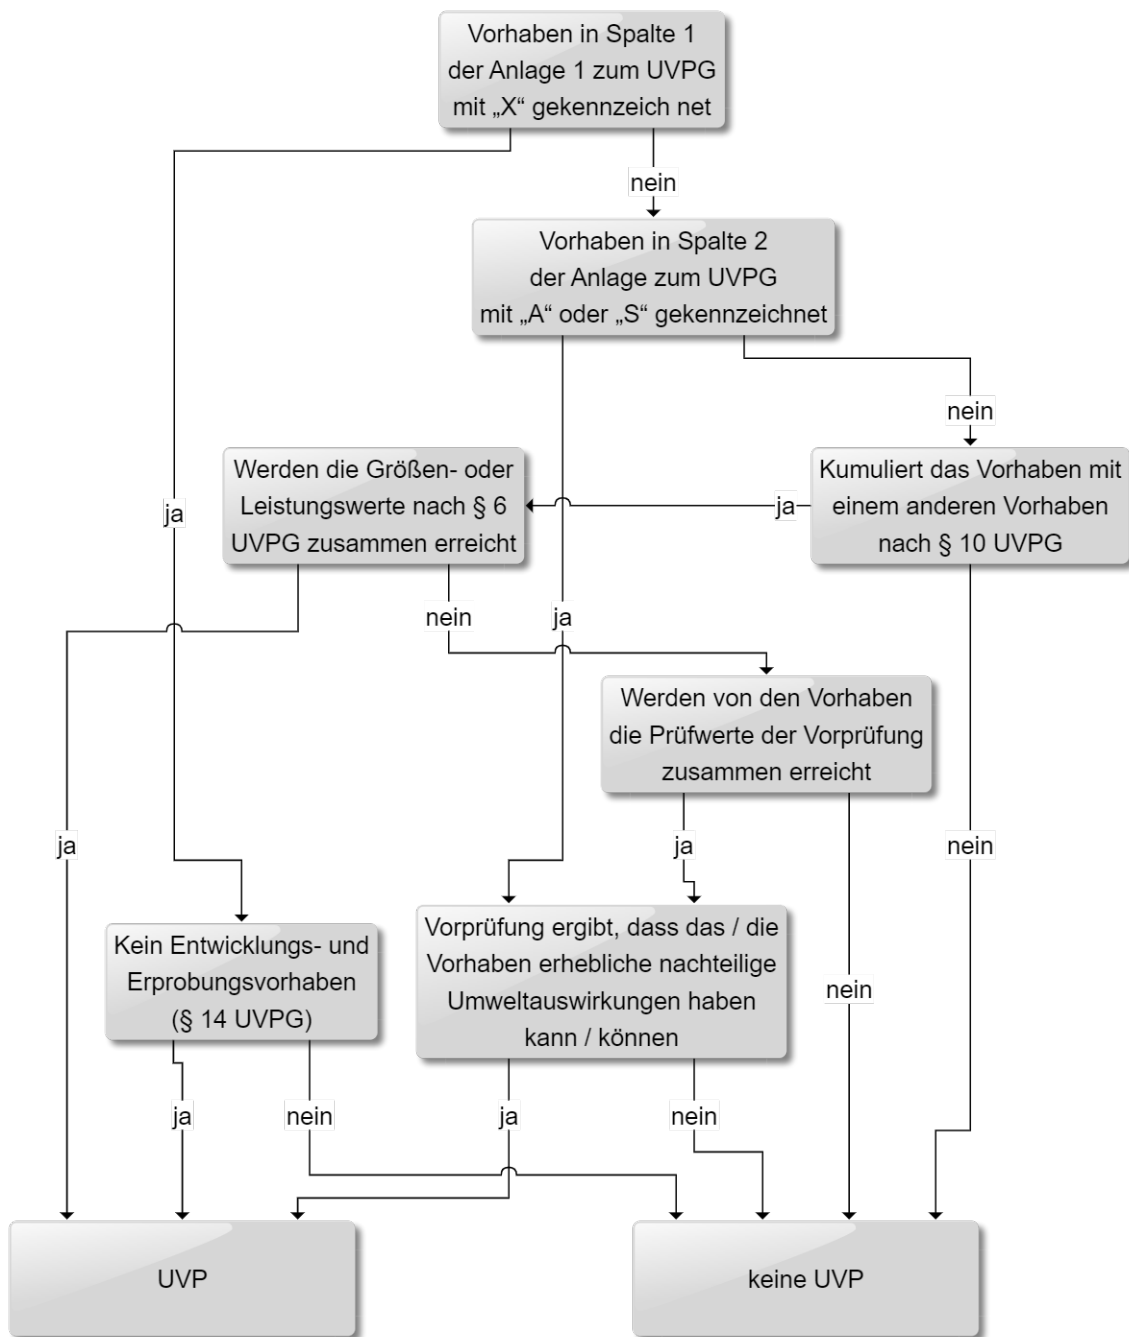 Vorhaben in Spalte 1
der Anlage 1 zum UVPG
mit „X“ gekennzeich net
nein
Vorhaben in Spalte 2
der Anlage zum UVPG
mit „A“ oder „S“ gekennzeichnet
nein
Werden die Größen- oder
Leistungswerte nach § 6
UVPG zusammen erreicht
Kumuliert das Vorhaben mit
einem anderen Vorhaben
nach § 10 UVPG
ja
ja
nein
ja
Werden von den Vorhaben
die Prüfwerte der Vorprüfung
zusammen erreicht
ja
ja
nein
Kein Entwicklungs- und
Erprobungsvorhaben
(§ 14 UVPG)
Vorprüfung ergibt, dass das / die
Vorhaben erhebliche nachteilige
Umweltauswirkungen haben
kann / können
nein
ja
nein
ja
nein
UVP
keine UVP